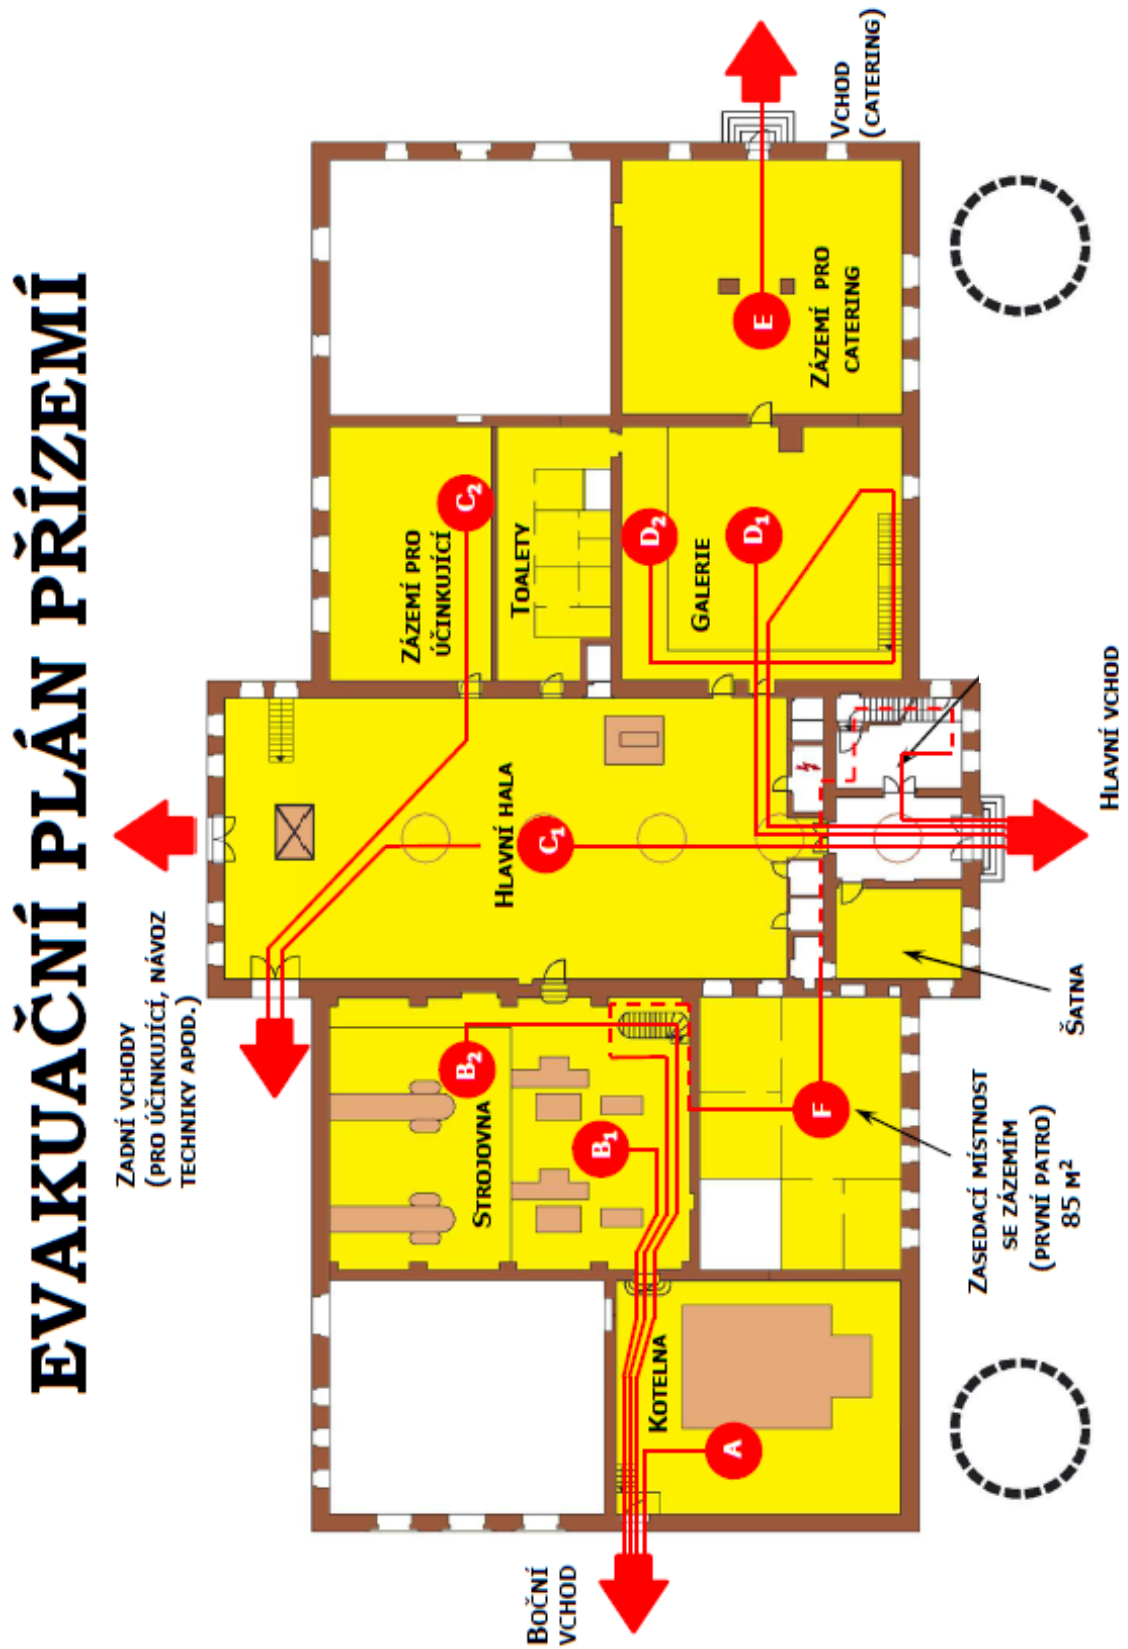 EVAKUAČNÍ PLÁN PŘÍZEMÍ
ZADNÍ VCHODY
(PRO ÚČINKUJÍCÍ, NÁVOZ
TECHNIKY APOD.)
ZÁZEMÍ PRO
ÚČINKUJÍCÍ
C2
TOALETY
STROJOVNA
B2
B1
HLAVNÍ HALA
C1
GALERIE
D2
D1
E
ZÁZEMÍ PRO
CATERING
VCHOD
(CATERING)
BOČNÍ
VCHOD
KOTELNA
A
F
ZASEDACÍ MÍSTNOST
SE ZÁZEMÍM
(PRVNÍ PATRO)
85 M²
ŠATNA
HLAVNÍ VCHOD